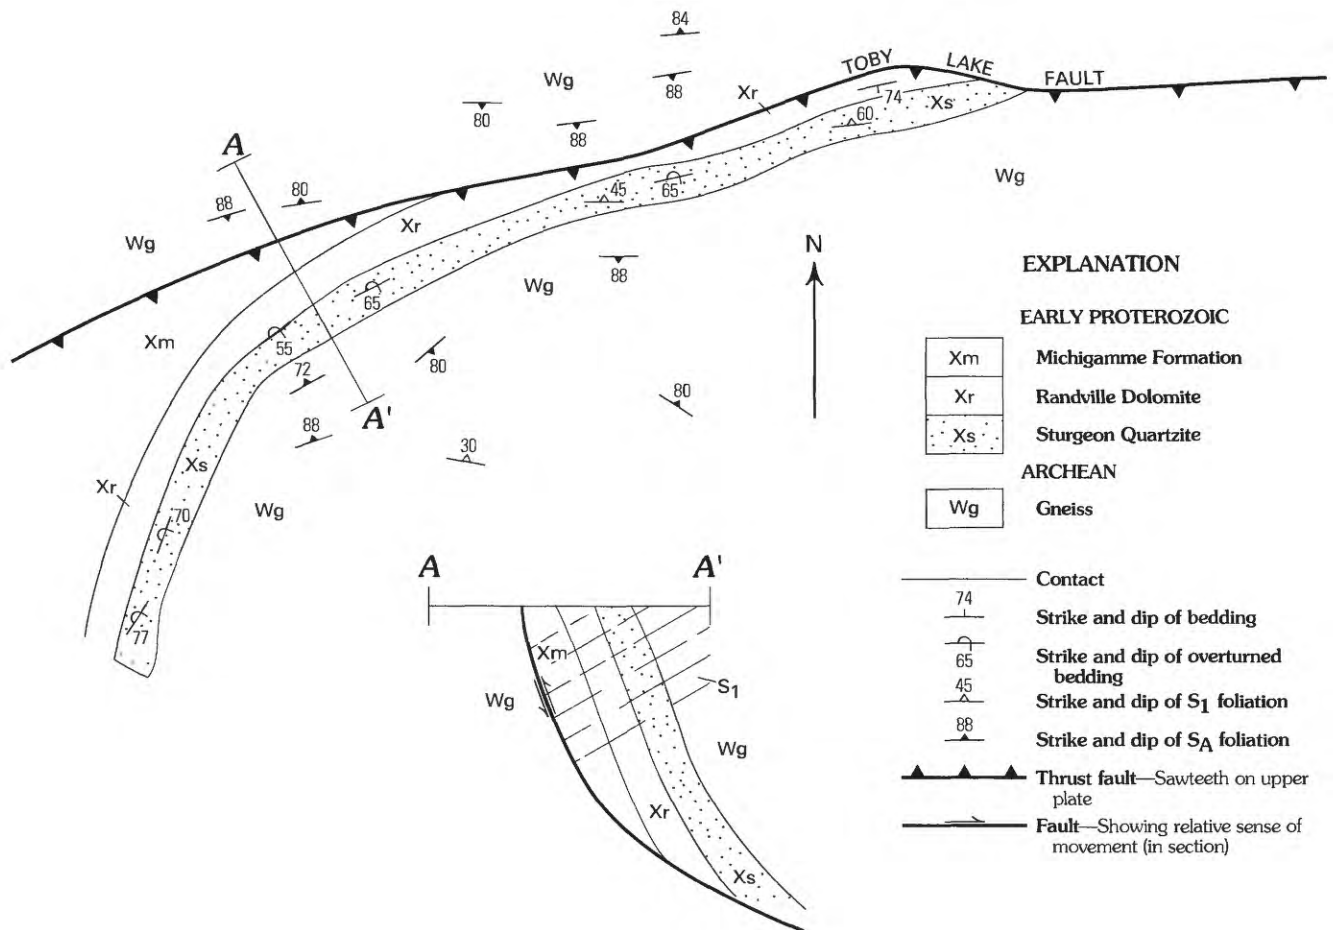 84
Wg
88
80
88
Xr
TOBY LAKE FAULT
74
Xs
60
Wg
A
88
80
Wg
Xr
45
65
Wg
88
N
65
Xm
55
72
80
80
A'
88
30
Xs
Xr
Wg
70
77
A A'
Xm
Wg
S1
Wg
Xr
Xs
EXPLANATION
EARLY PROTEROZOIC
Xm Michigamme Formation
Xr Randville Dolomite
Xs Sturgeon Quartzite
ARCHEAN
Wg Gneiss
Contact
74
Strike and dip of bedding
65 Strike and dip of overturned
bedding
45
Strike and dip of S1 foliation
88
Strike and dip of SA foliation
Thrust fault—Sawteeth on upper
plate
Fault—Showing relative sense of
movement (in section)